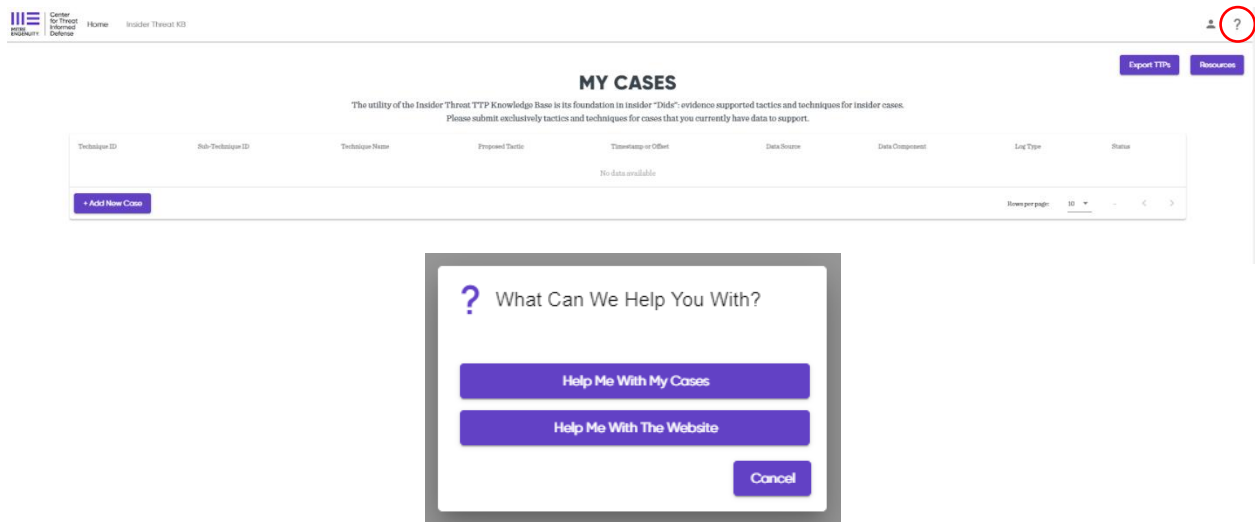 Center
for Threat
Informed
Defense
MITRE
ENGENUITY
Home Insider Threat KB
?
Export TTPs Resources
MY CASES
The utility of the Insider Threat TTP Knowledge Base is its foundation in insider “Dids”: evidence supported tactics and techniques for insider cases.
Please submit exclusively tactics and techniques for cases that you currently have data to support.
Technique ID Sub-Technique ID Technique Name Proposed Tactic Timestamp or Offset Data Source Data Component Log Type Status
No data available
+ Add New Case Rows per page: 10 -
? What Can We Help You With?
Help Me With My Cases
Help Me With The Website
Cancel